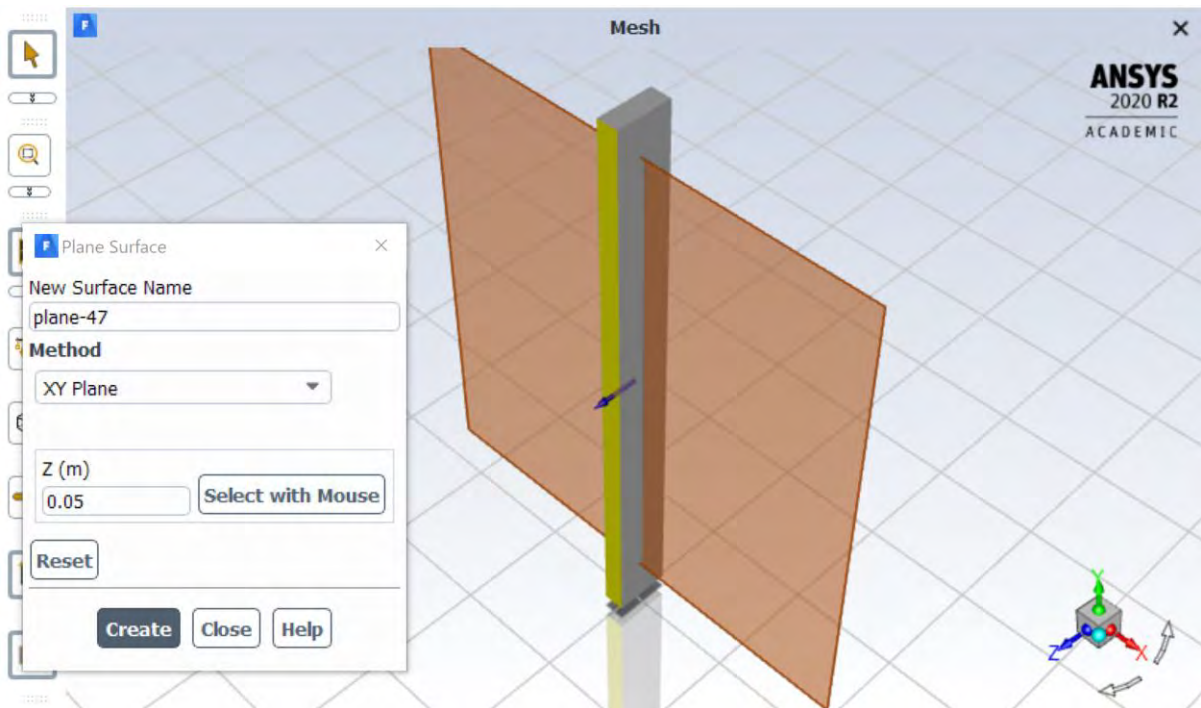 F
Mesh
ANSYS
2020 R2
ACADEMIC
F Plane Surface
New Surface Name
plane-47
Method
XY Plane
Z (m)
0.05
Select with Mouse
Reset
Create Close Help
Y
Z
X